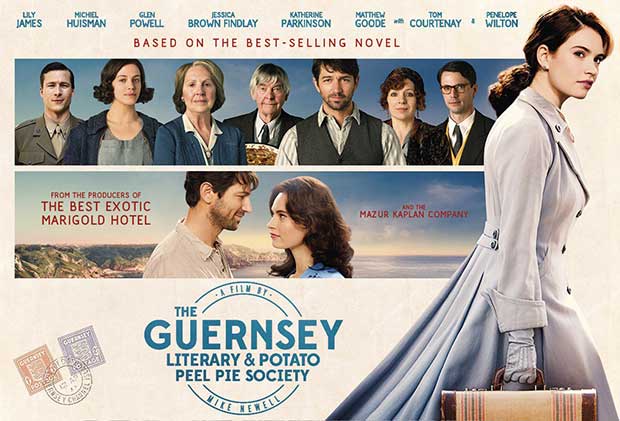 LILY JAMES
MICHIEL HUISMAN
GLEN POWELL
JESSICA BROWN FINDLAY
KATHERINE PARKINSON
MATTHEW GOODE
with
TOM COURTENAY
&
PENELOPE WILTON
BASED ON THE BEST-SELLING NOVEL
FROM THE PRODUCERS OF
THE BEST EXOTIC
MARIGOLD HOTEL
AND THE
MAZUR KAPLAN COMPANY
A FILM BY
THE
GUERNSEY
LITERARY & POTATO
PEEL PIE SOCIETY
MIKE NEWELL
GUERNSEY